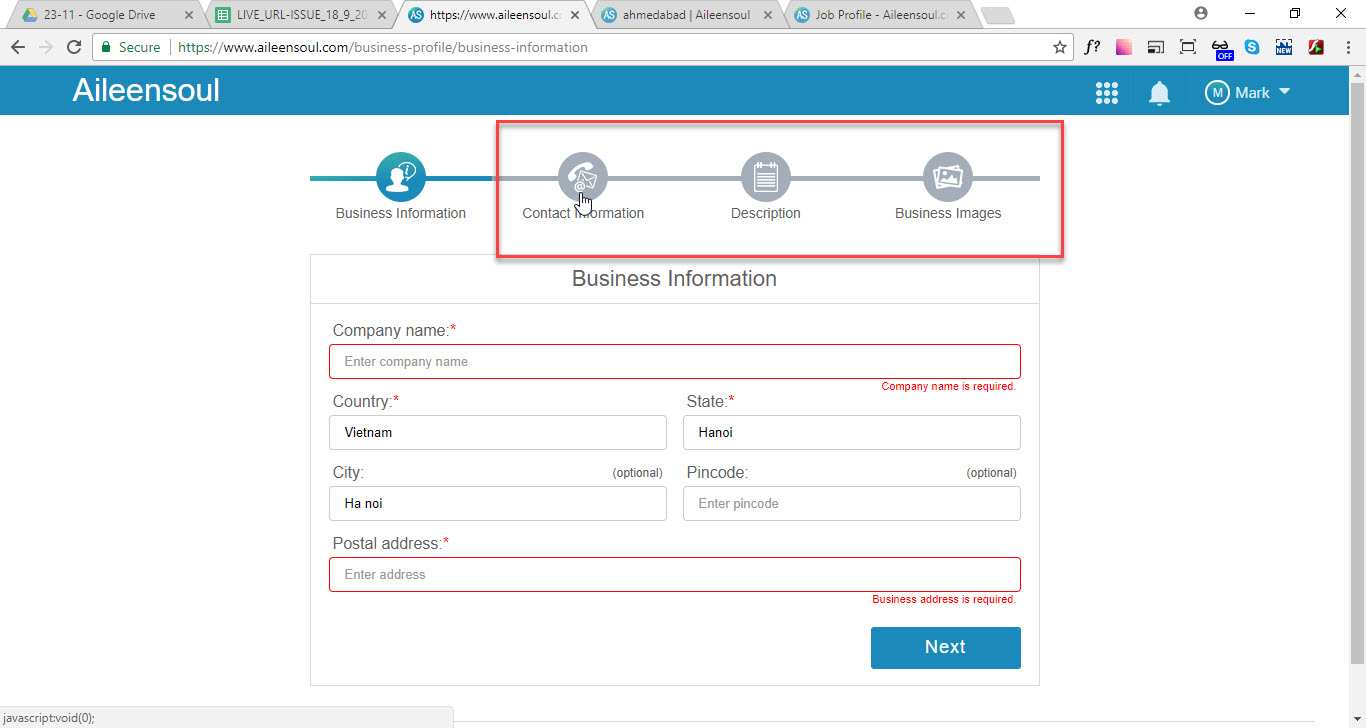 23-11 - Google Drive
LIVE_URL-ISSUE_18_9_20
https://www.aileensoul.c
ahmedabad | Aileensoul
Job Profile - Aileensoul.c
Secure
https://www.aileensoul.com/business-profile/business-information
f?
OFF
NEW
Aileensoul
M
Mark
Business Information
Contact Information
Description
Business Images
Business Information
Company name:*
Enter company name
Company name is required.
Country:*
State:*
Vietnam
Hanoi
City:
(optional)
Pincode:
(optional)
Ha noi
Enter pincode
Postal address:*
Enter address
Business address is required.
Next
javascript:void(0);